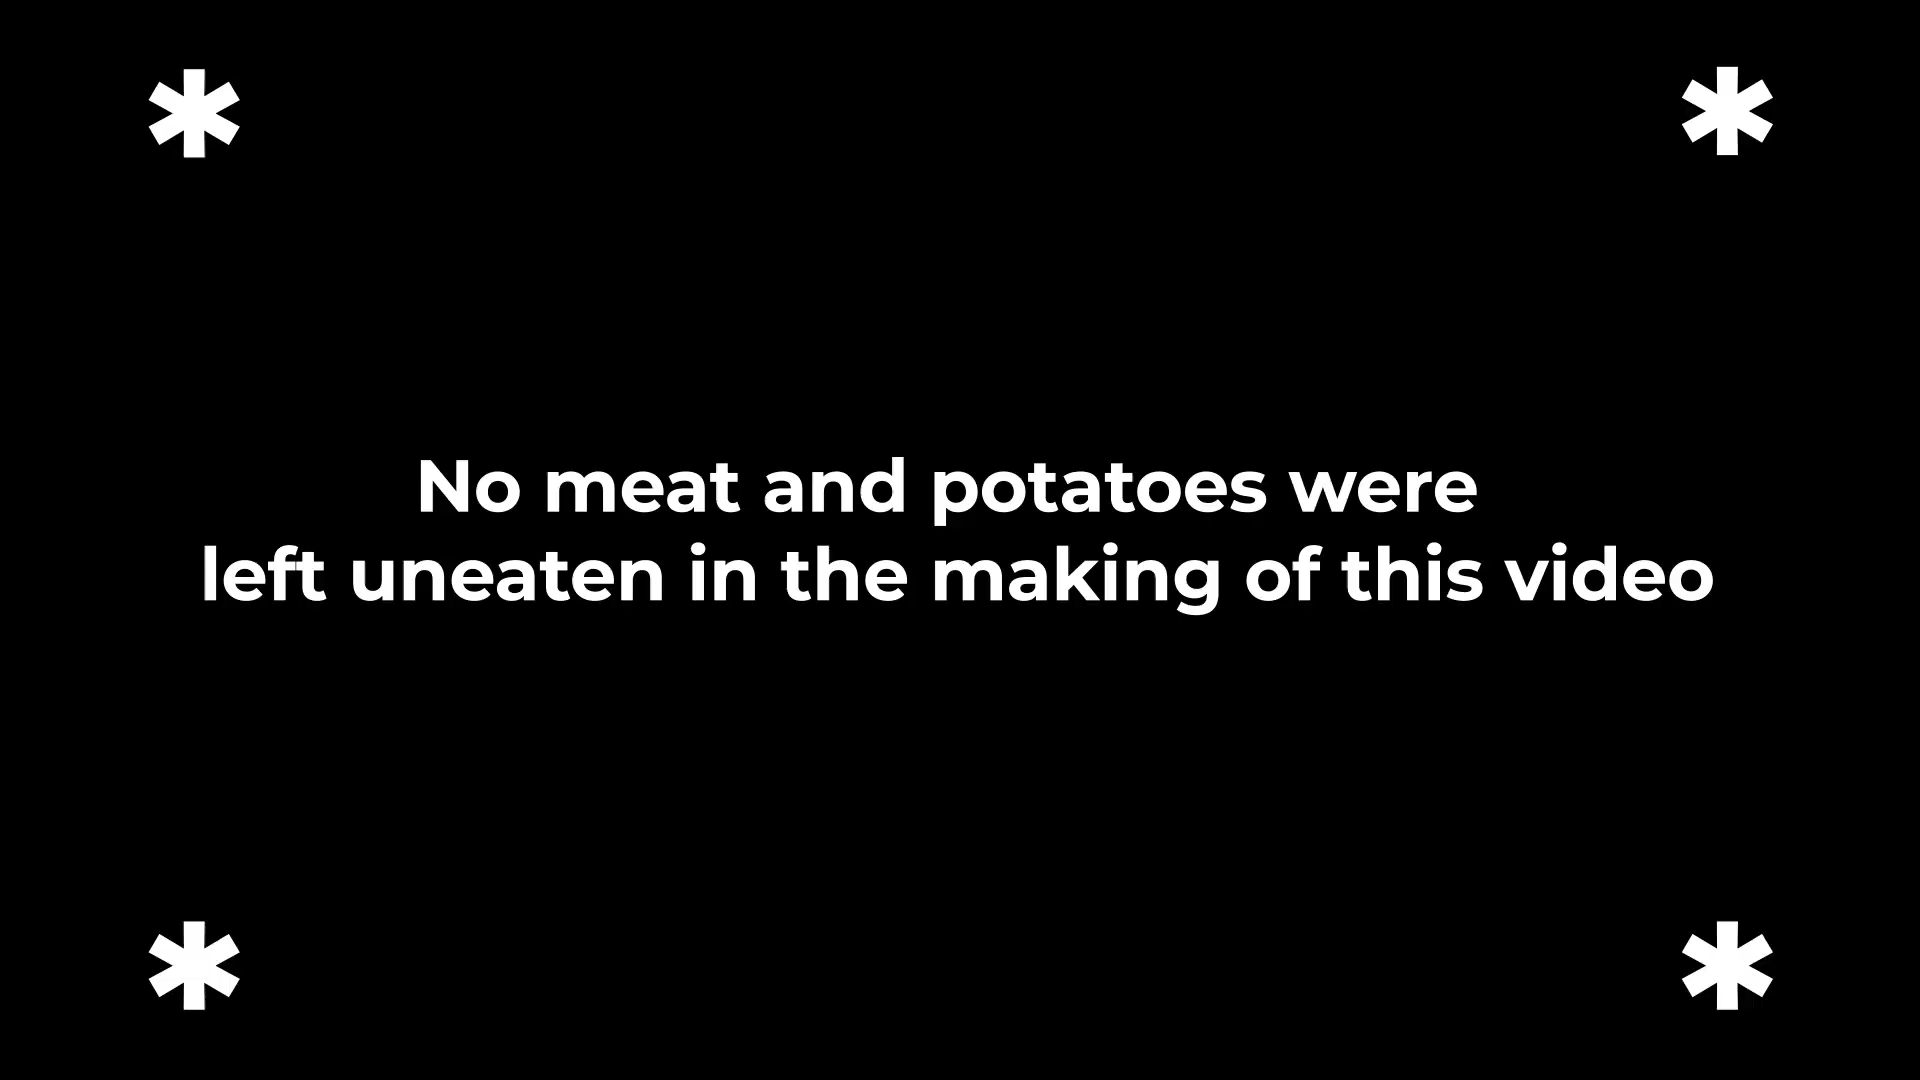 * *
No meat and potatoes were
left uneaten in the making of this video
* *